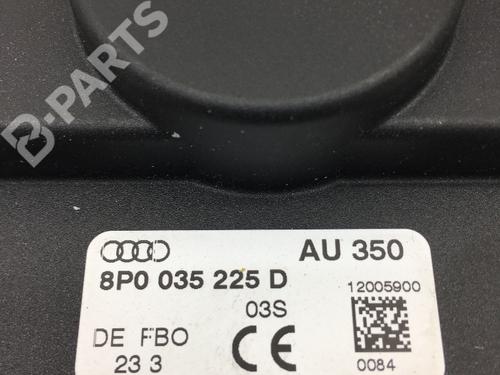 B-PARTS
AU 350
8P0 035 225 D
12005900
03S
DE FBO
CE
23 3
0084